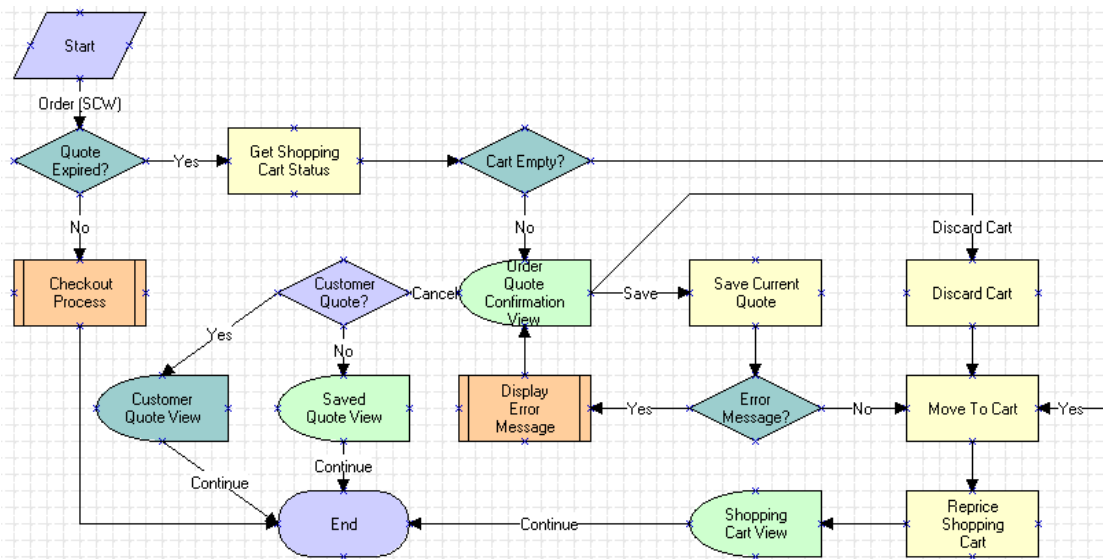 Start
Order (SCW)
Quote
Expired?
Yes
Get Shopping
Cart Status
Cart Empty?
No
No
Discard Cart
Checkout
Process
Customer
Quote?
Cancel
Order
Quote
Confirmation
View
Save
Save Current
Quote
Discard Cart
Yes
No
Customer
Quote View
Saved
Quote View
Display
Error
Message
Yes
Error
Message?
No
Move To Cart
Yes
Continue
Continue
End
Continue
Shopping
Cart View
Reprice
Shopping
Cart